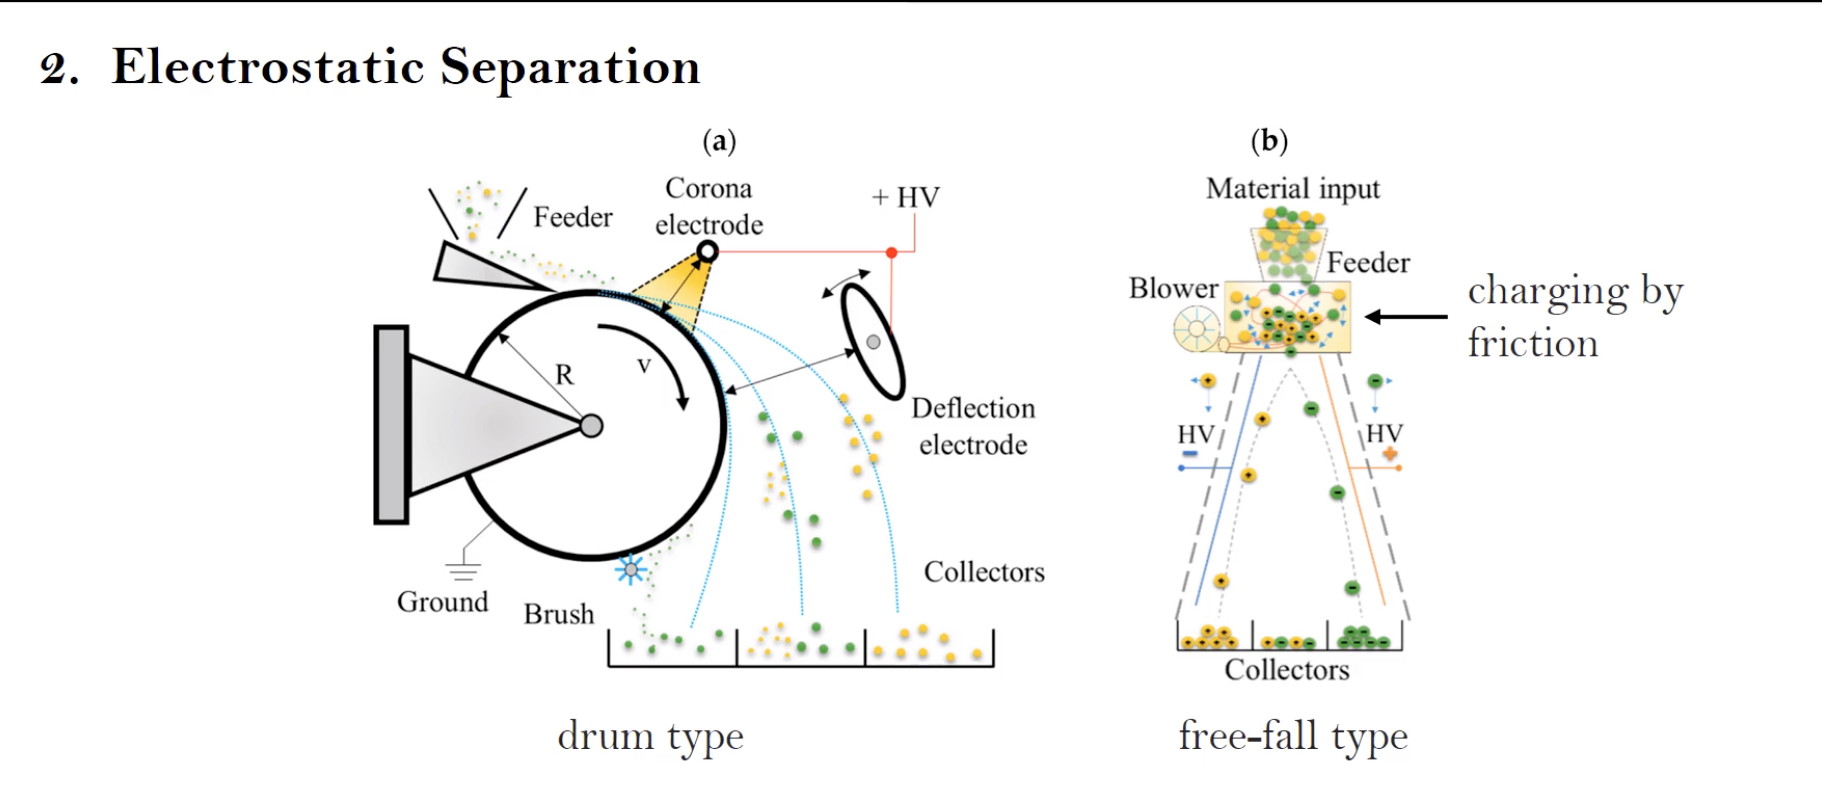 2. Electrostatic Separation
(a)
Corona
electrode
+ HV
Feeder
R
v
Deflection
electrode
Ground
Brush
Collectors
drum type
(b)
Material input
Feeder
Blower
charging by
friction
HV
HV
Collectors
free-fall type